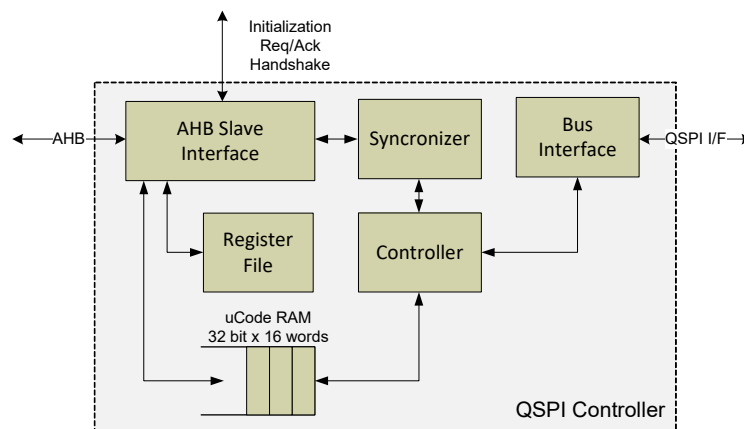 Initialization
Req/Ack
Handshake
AHB
AHB Slave
Interface
Syncronizer
Bus
Interface
QSPI I/F
Register
File
Controller
uCode RAM
32 bit x 16 words
QSPI Controller